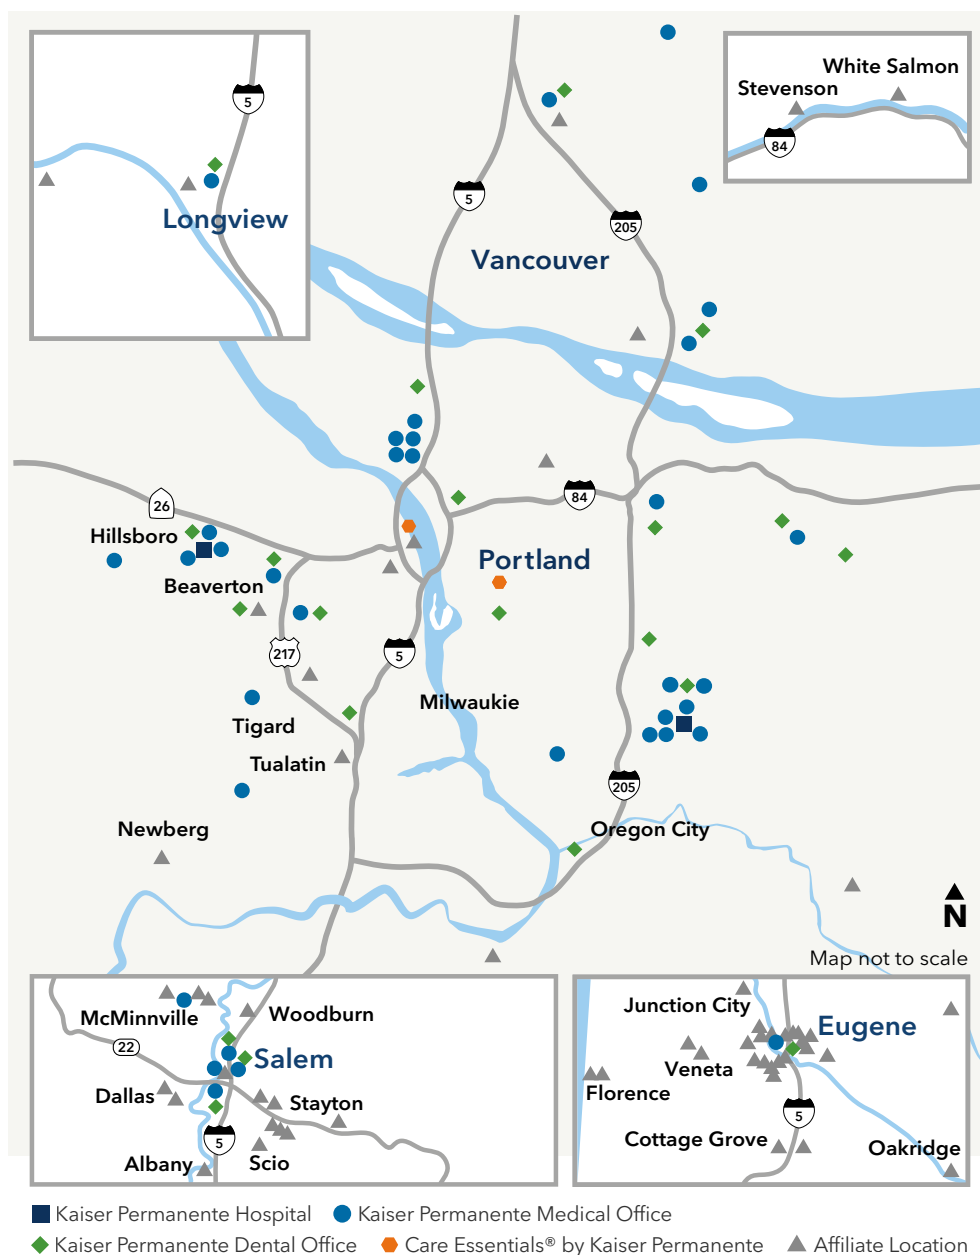 5
Longview
White Salmon
Stevenson
84
5
205
Vancouver
26
84
Hillsboro
Beaverton
Portland
217
5
Milwaukie
Tigard
Tualatin
205
Newberg
Oregon City
N
Map not to scale
McMinnville
Woodburn
22
Salem
Dallas
Stayton
5
Albany
Scio
Junction City
Eugene
Veneta
Florence
5
Cottage Grove
Oakridge
Kaiser Permanente Hospital Kaiser Permanente Medical Office
Kaiser Permanente Dental Office Care Essentials® by Kaiser Permanente Affiliate Location